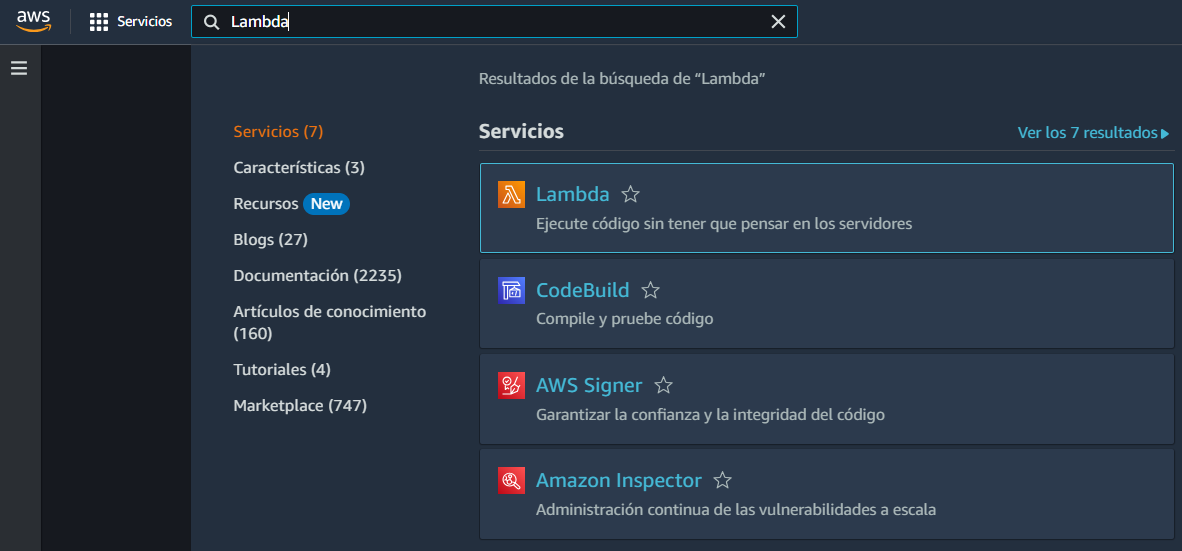 aws
Servicios
Lambda
Resultados de la búsqueda de “Lambda”
Servicios (7)
Características (3)
Recursos New
Blogs (27)
Documentación (2235)
Artículos de conocimiento
(160)
Tutoriales (4)
Marketplace (747)
Servicios
Ver los 7 resultados
Lambda
Ejecute código sin tener que pensar en los servidores
CodeBuild
Compile y pruebe código
AWS Signer
Garantizar la confianza y la integridad del código
Amazon Inspector
Administración continua de las vulnerabilidades a escala